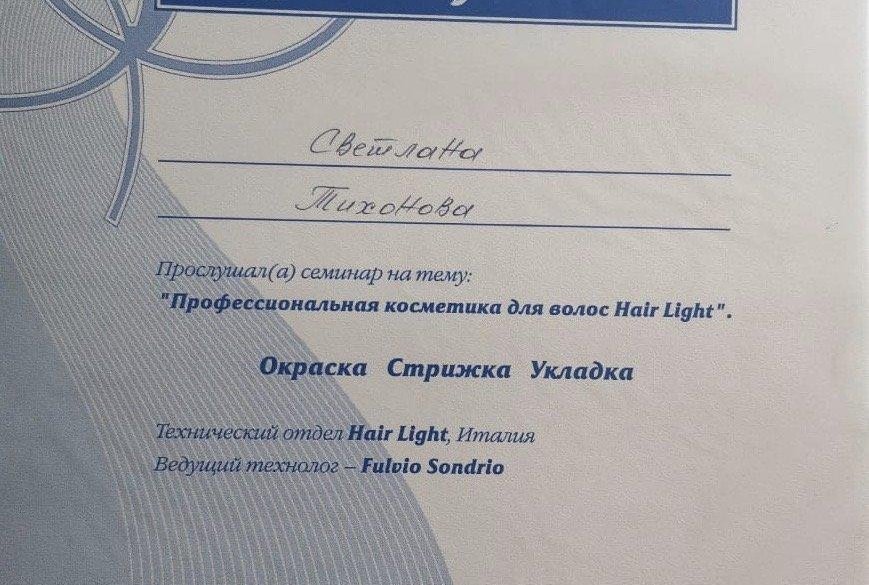 Светлана
Тихонова
Прослушал(а) семинар на тему:
"Профессиональная косметика для волос Hair Light".
Окраска Стрижка Укладка
Технический отдел Hair Light, Италия
Ведущий технолог – Fulvio Sondrio